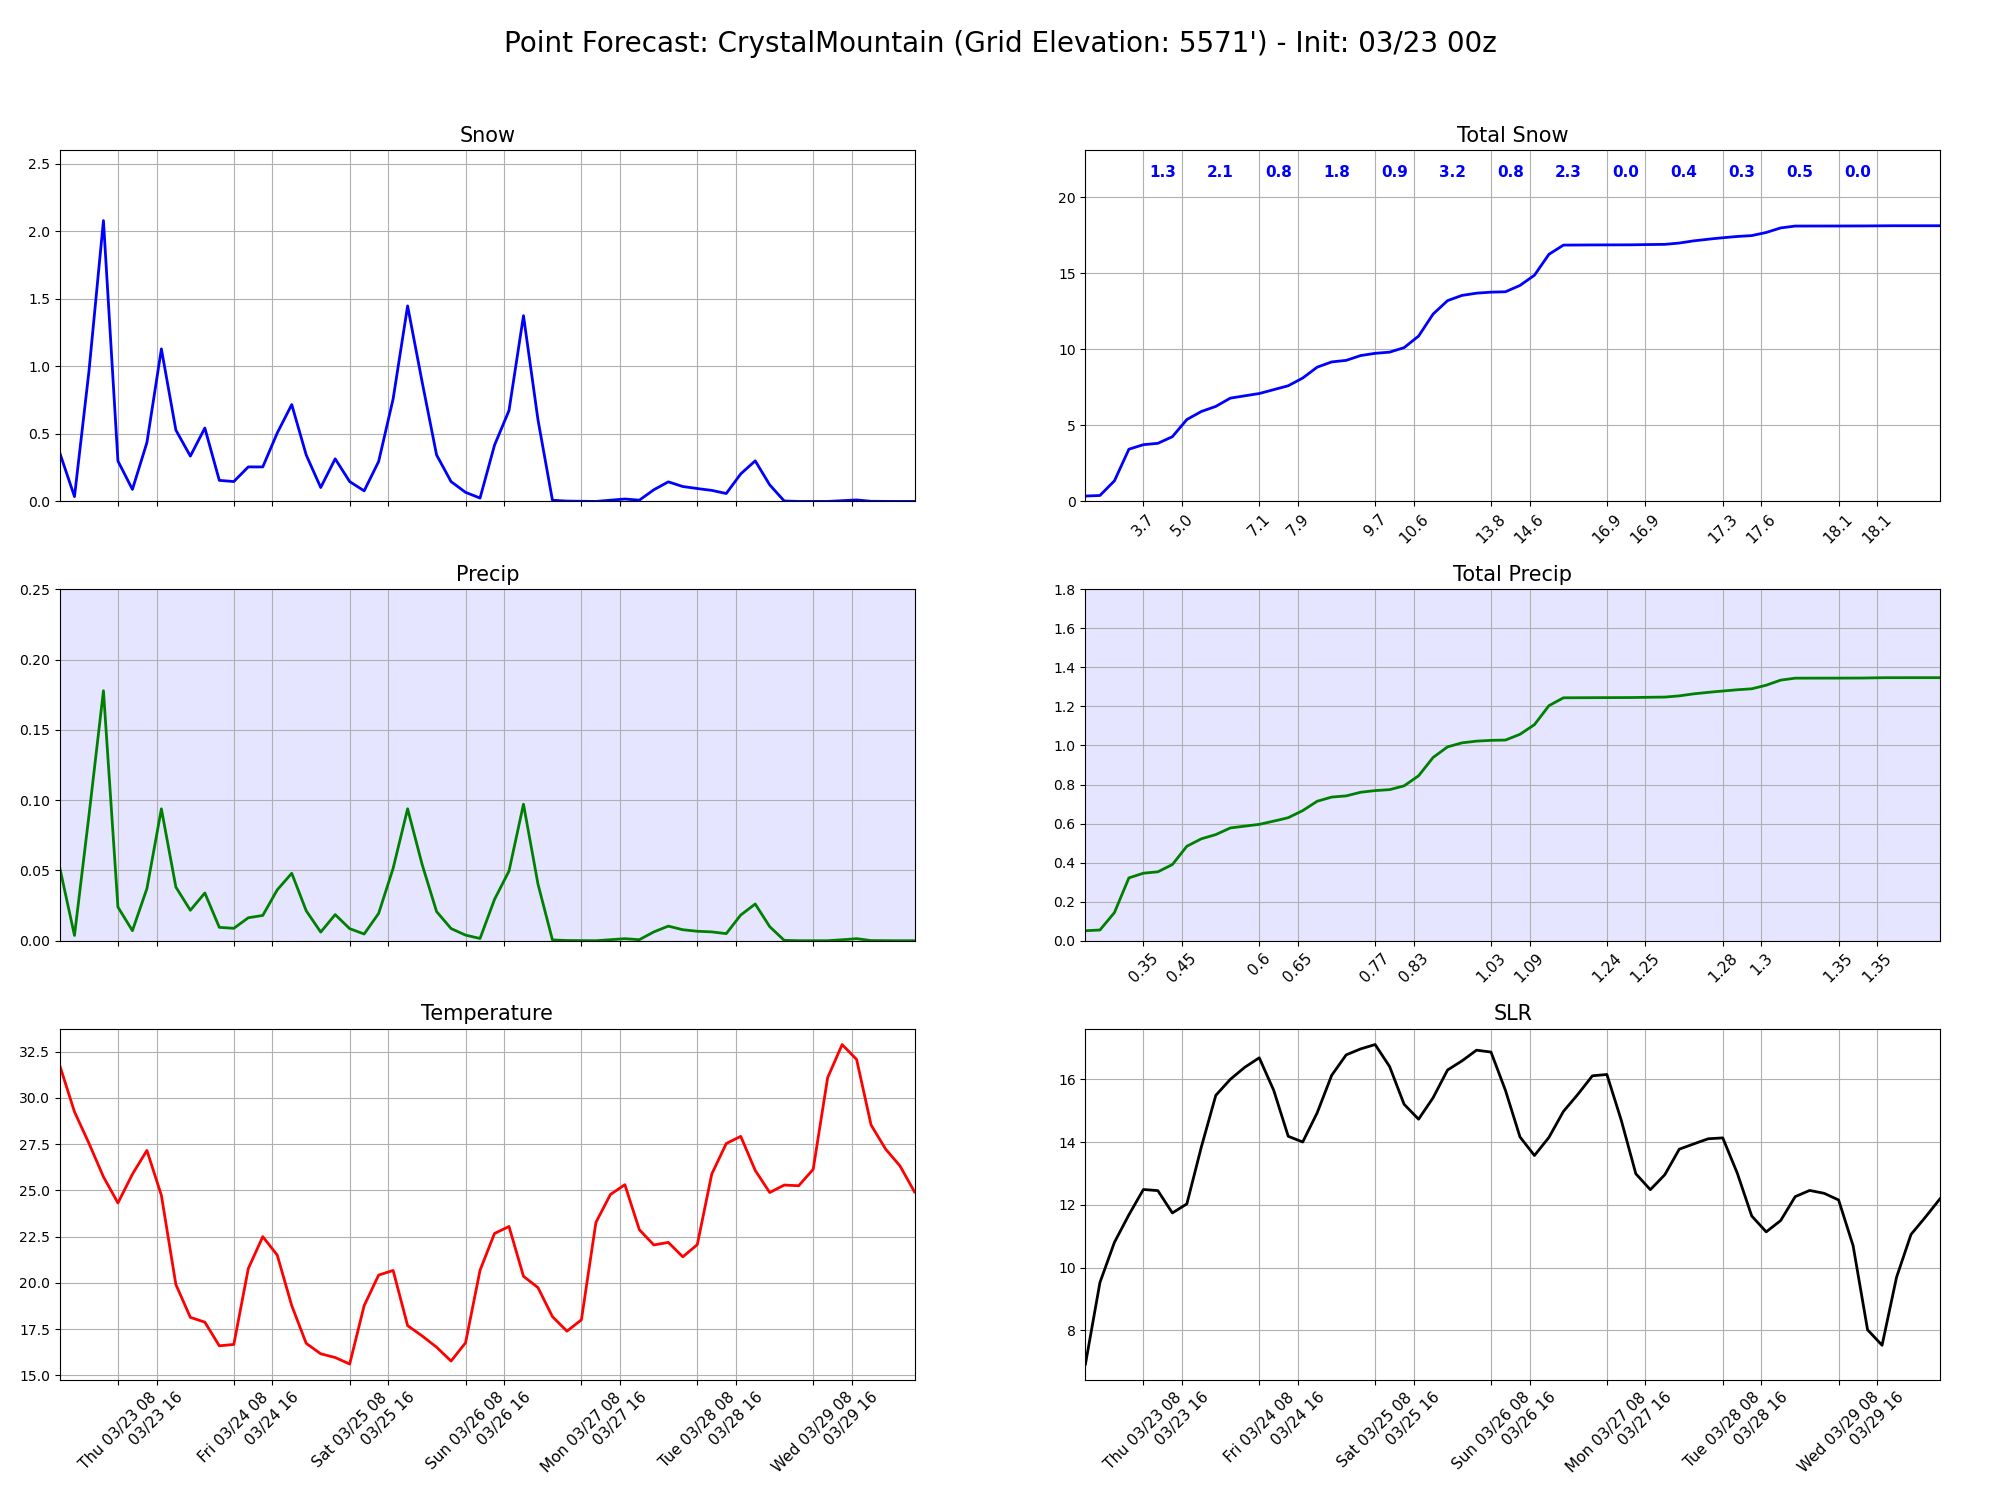 Point Forecast: CrystalMountain (Grid Elevation: 5571') - Init: 03/23 00z
Snow
2.5
2.0
1.5
1.0
0.5
0.0
Total Snow
1.3 2.1 0.8 1.8 0.9 3.2 0.8 2.3 0.0 0.4 0.3 0.5 0.0
20
15
10
5
0
3.7 5.0 7.1 7.9 9.7 10.6 13.8 14.6 16.9 16.9 17.3 17.6 18.1 18.1
Precip
0.25
0.20
0.15
0.10
0.05
0.00
Total Precip
1.8
1.6
1.4
1.2
1.0
0.8
0.6
0.4
0.2
0.0
0.35 0.45 0.6 0.65 0.77 0.83 1.03 1.09 1.24 1.25 1.28 1.3 1.35 1.35
Temperature
32.5
30.0
27.5
25.0
22.5
20.0
17.5
15.0
Thu 03/23 08
03/23 16
Fri 03/24 08
03/24 16
Sat 03/25 08
03/25 16
Sun 03/26 08
03/26 16
Mon 03/27 08
03/27 16
Tue 03/28 08
03/28 16
Wed 03/29 08
03/29 16
SLR
16
14
12
10
8
Thu 03/23 08
03/23 16
Fri 03/24 08
03/24 16
Sat 03/25 08
03/25 16
Sun 03/26 08
03/26 16
Mon 03/27 08
03/27 16
Tue 03/28 08
03/28 16
Wed 03/29 08
03/29 16